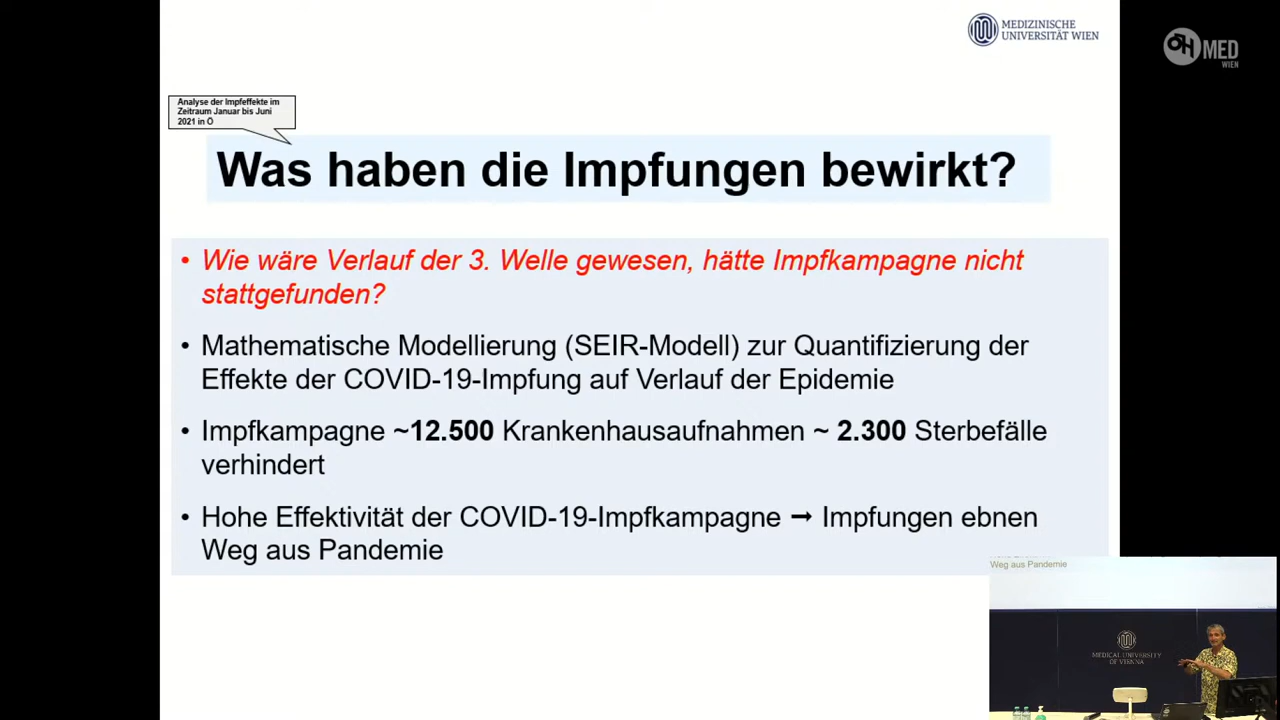 MEDIZINISCHE
UNIVERSITÄT WIEN
ÖH MED
WIEN
Analyse der Impfeffekte im
Zeitraum Januar bis Juni
2021 in Ö
Was haben die Impfungen bewirkt?
• Wie wäre Verlauf der 3. Welle gewesen, hätte Impfkampagne nicht
stattgefunden?
• Mathematische Modellierung (SEIR-Modell) zur Quantifizierung der
Effekte der COVID-19-Impfung auf Verlauf der Epidemie
• Impfkampagne ~12.500 Krankenhausaufnahmen ~ 2.300 Sterbefälle
verhindert
• Hohe Effektivität der COVID-19-Impfkampagne ➞ Impfungen ebnen
Weg aus Pandemie
Weg aus Pandemie
MEDICAL UNIVERSITY
OF VIENNA